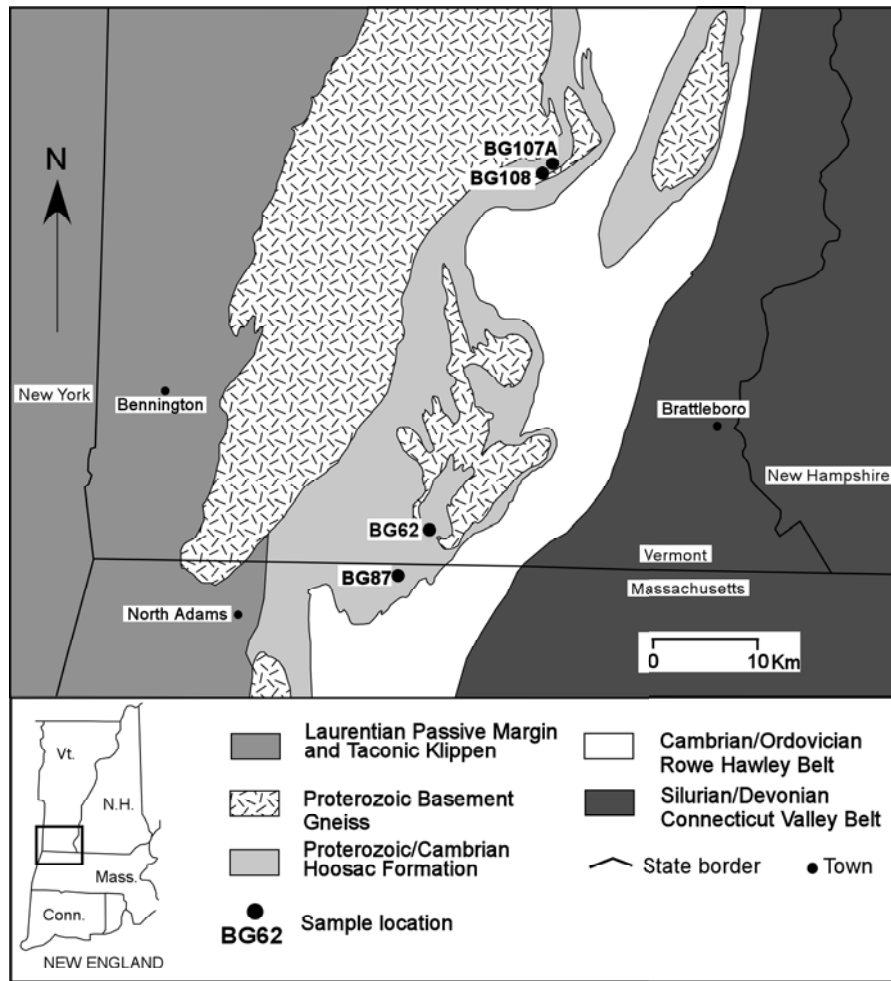 BG107A
N
BG108
New York
Bennington
Brattleboro
New Hampshire
BG62
Vermont
BG87
Massachusetts
North Adams
0 10 Km
Vt.
N.H.
Mass.
Conn.
NEW ENGLAND
Laurentian Passive Margin
and Taconic Klippen
Proterozoic Basement
Gneiss
Proterozoic/Cambrian
Hoosac Formation
BG62
Sample location
Cambrian/Ordovician
Rowe Hawley Belt
Silurian/Devonian
Connecticut Valley Belt
State border
Town